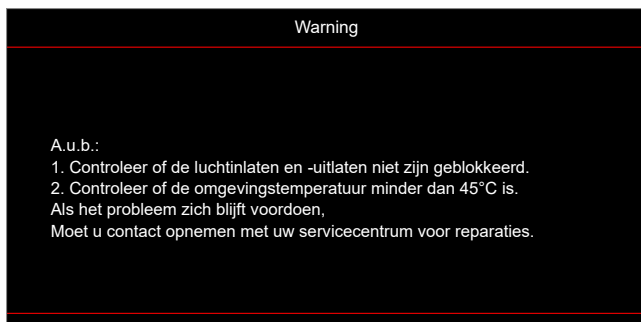 Warning
A.u.b.:
1. Controleer of de luchtinlaten en -uitlaten niet zijn geblokkeerd.
2. Controleer of de omgevingstemperatuur minder dan 45°C is.
Als het probleem zich blijft voordoen,
Moet u contact opnemen met uw servicecentrum voor reparaties.